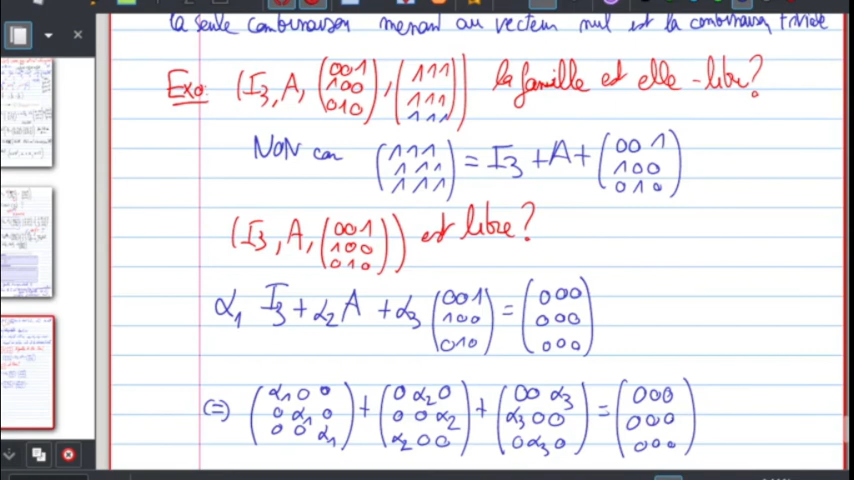 la seule combinaison menant au vecteur nul est la combinaison triviale
Exo: (I3, A, (001 100 010), (111 111 111)) la famille est elle libre?
NON car (111 111 111) = I3 + A + (001 100 010)
(I3, A, (001 100 010)) est libre?
α1 I3 + α2 A + α3 (001 100 010) = (000 000 000)
(=) (α1 0 0 0 α1 0 0 0 α1) + (0 α2 0 0 0 α2 α2 0 0) + (0 0 α3 α3 0 0 0 α3 0) = (000 000 000)